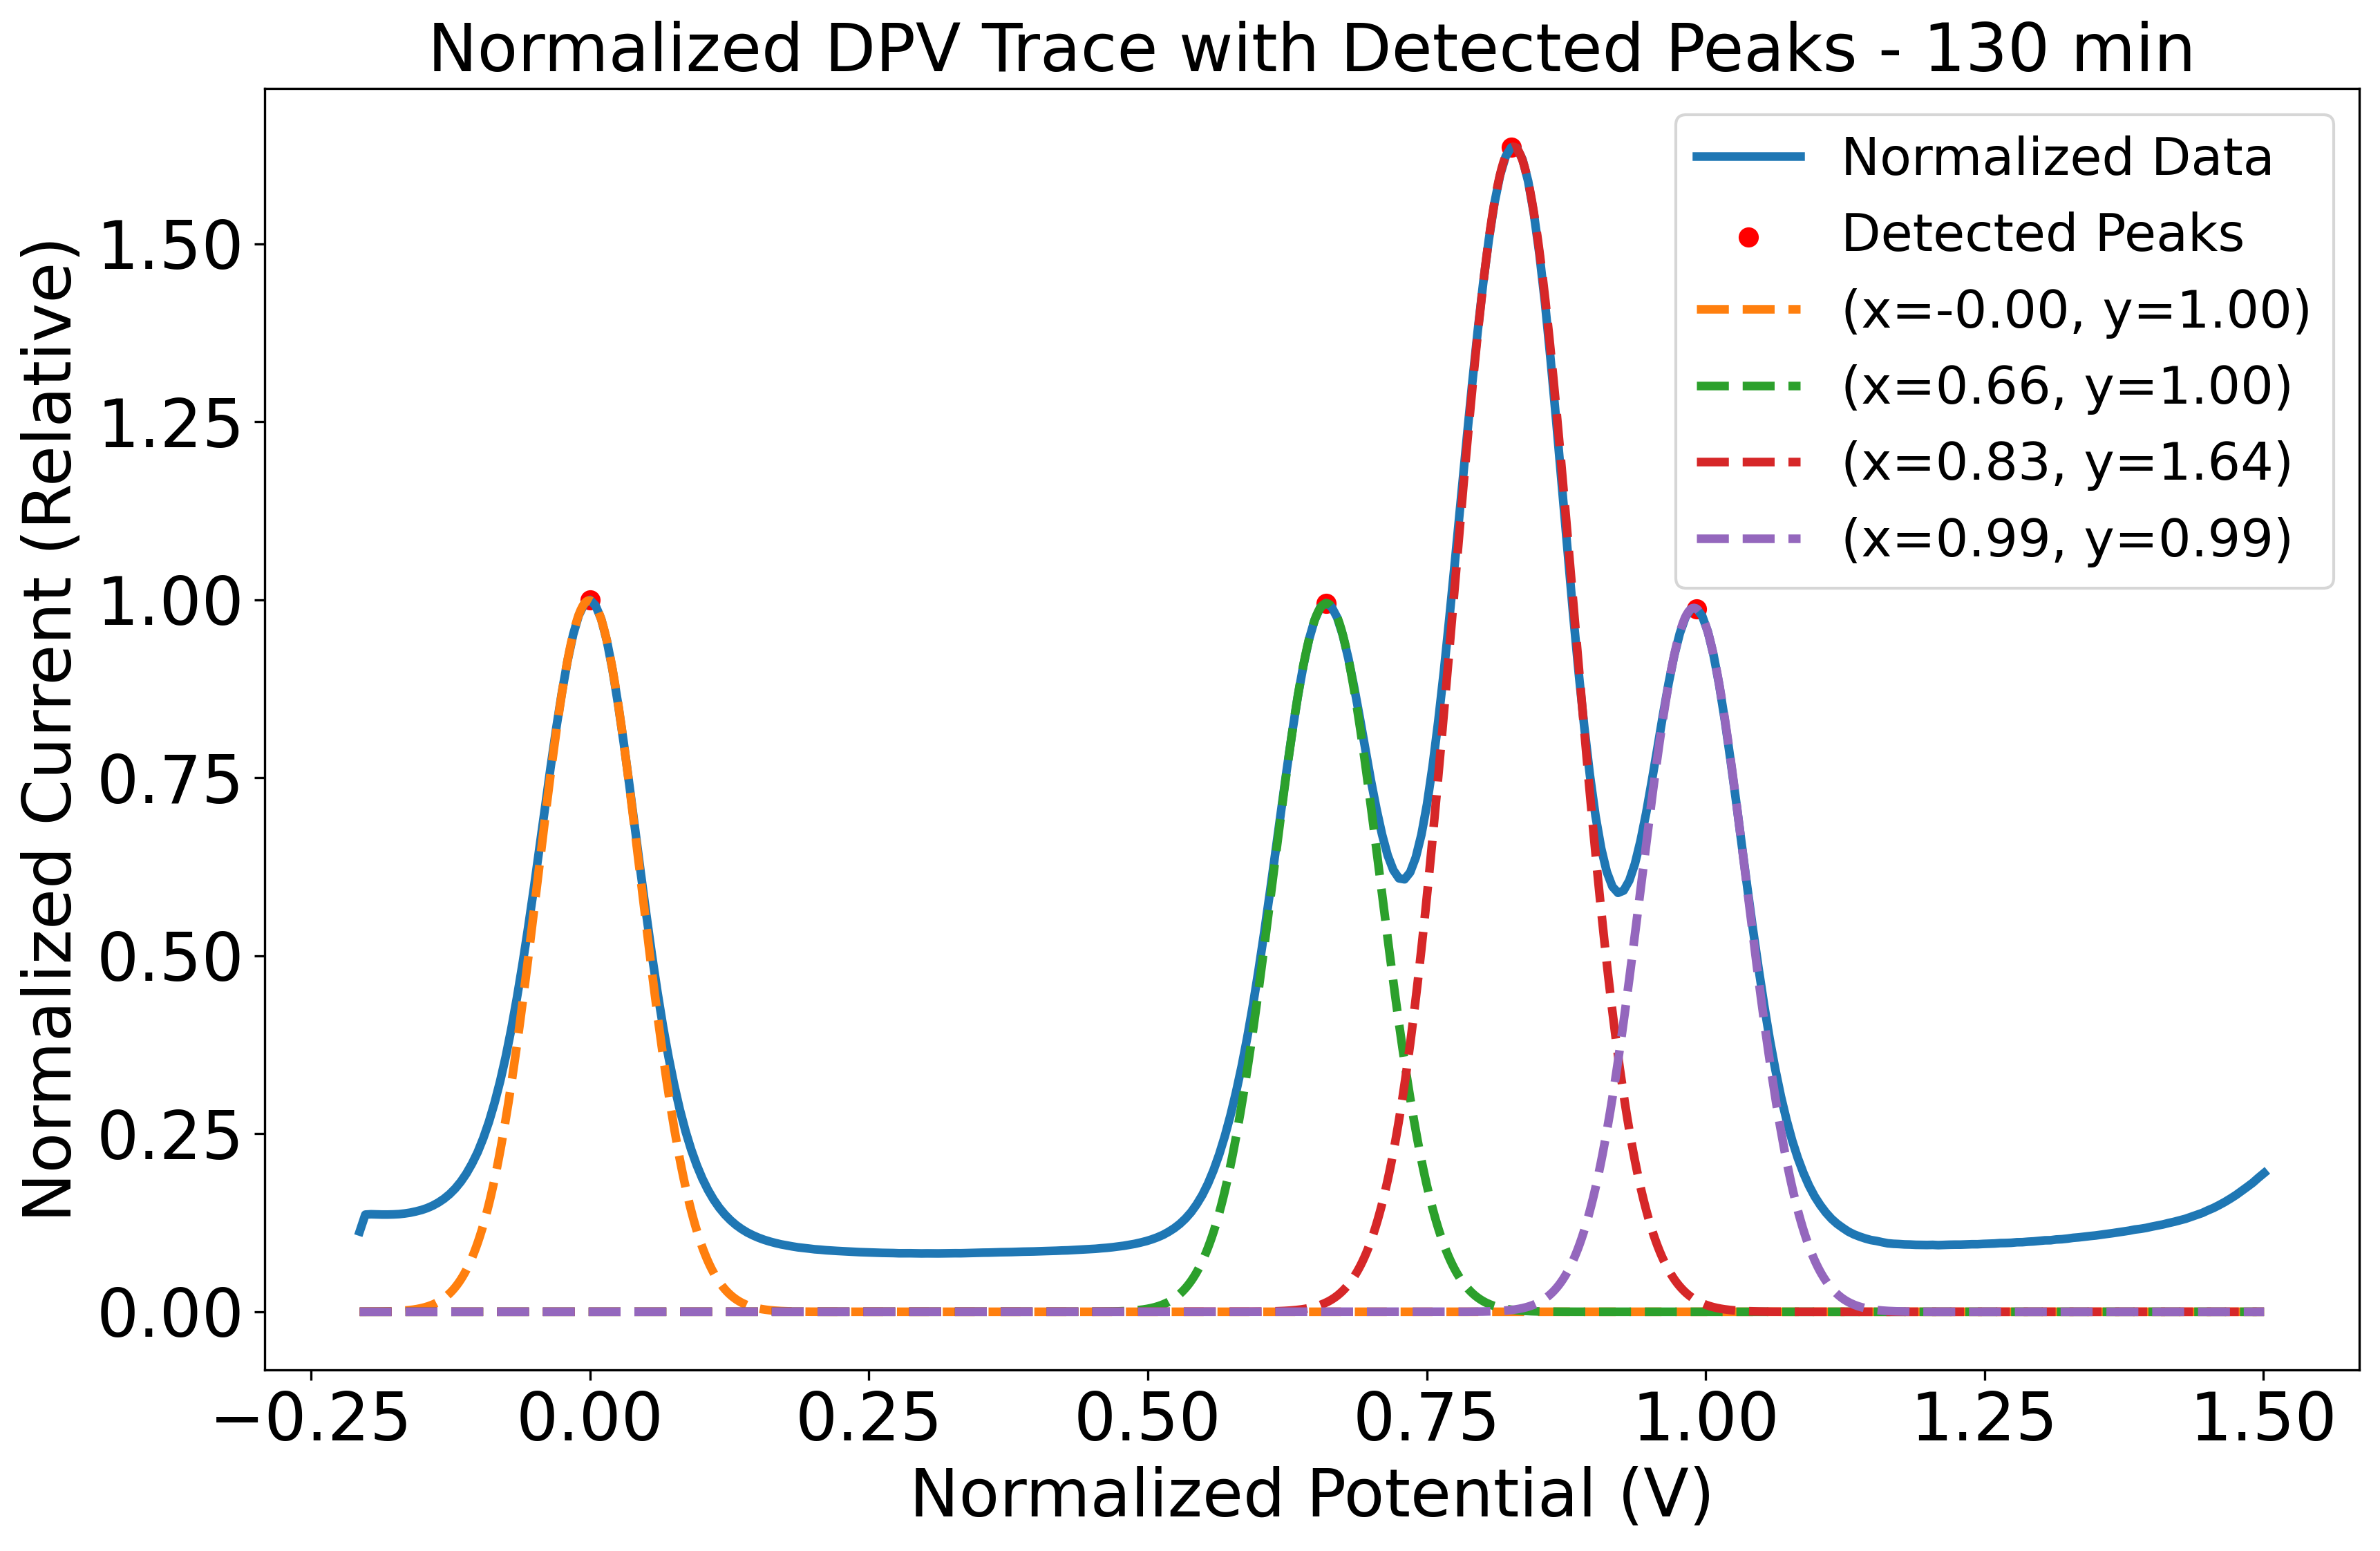 Normalized DPV Trace with Detected Peaks - 130 min
Normalized Current (Relative)
1.50
1.25
1.00
0.75
0.50
0.25
0.00
Normalized Data
Detected Peaks
(x=-0.00, y=1.00)
(x=0.66, y=1.00)
(x=0.83, y=1.64)
(x=0.99, y=0.99)
−0.25 0.00 0.25 0.50 0.75 1.00 1.25 1.50
Normalized Potential (V)